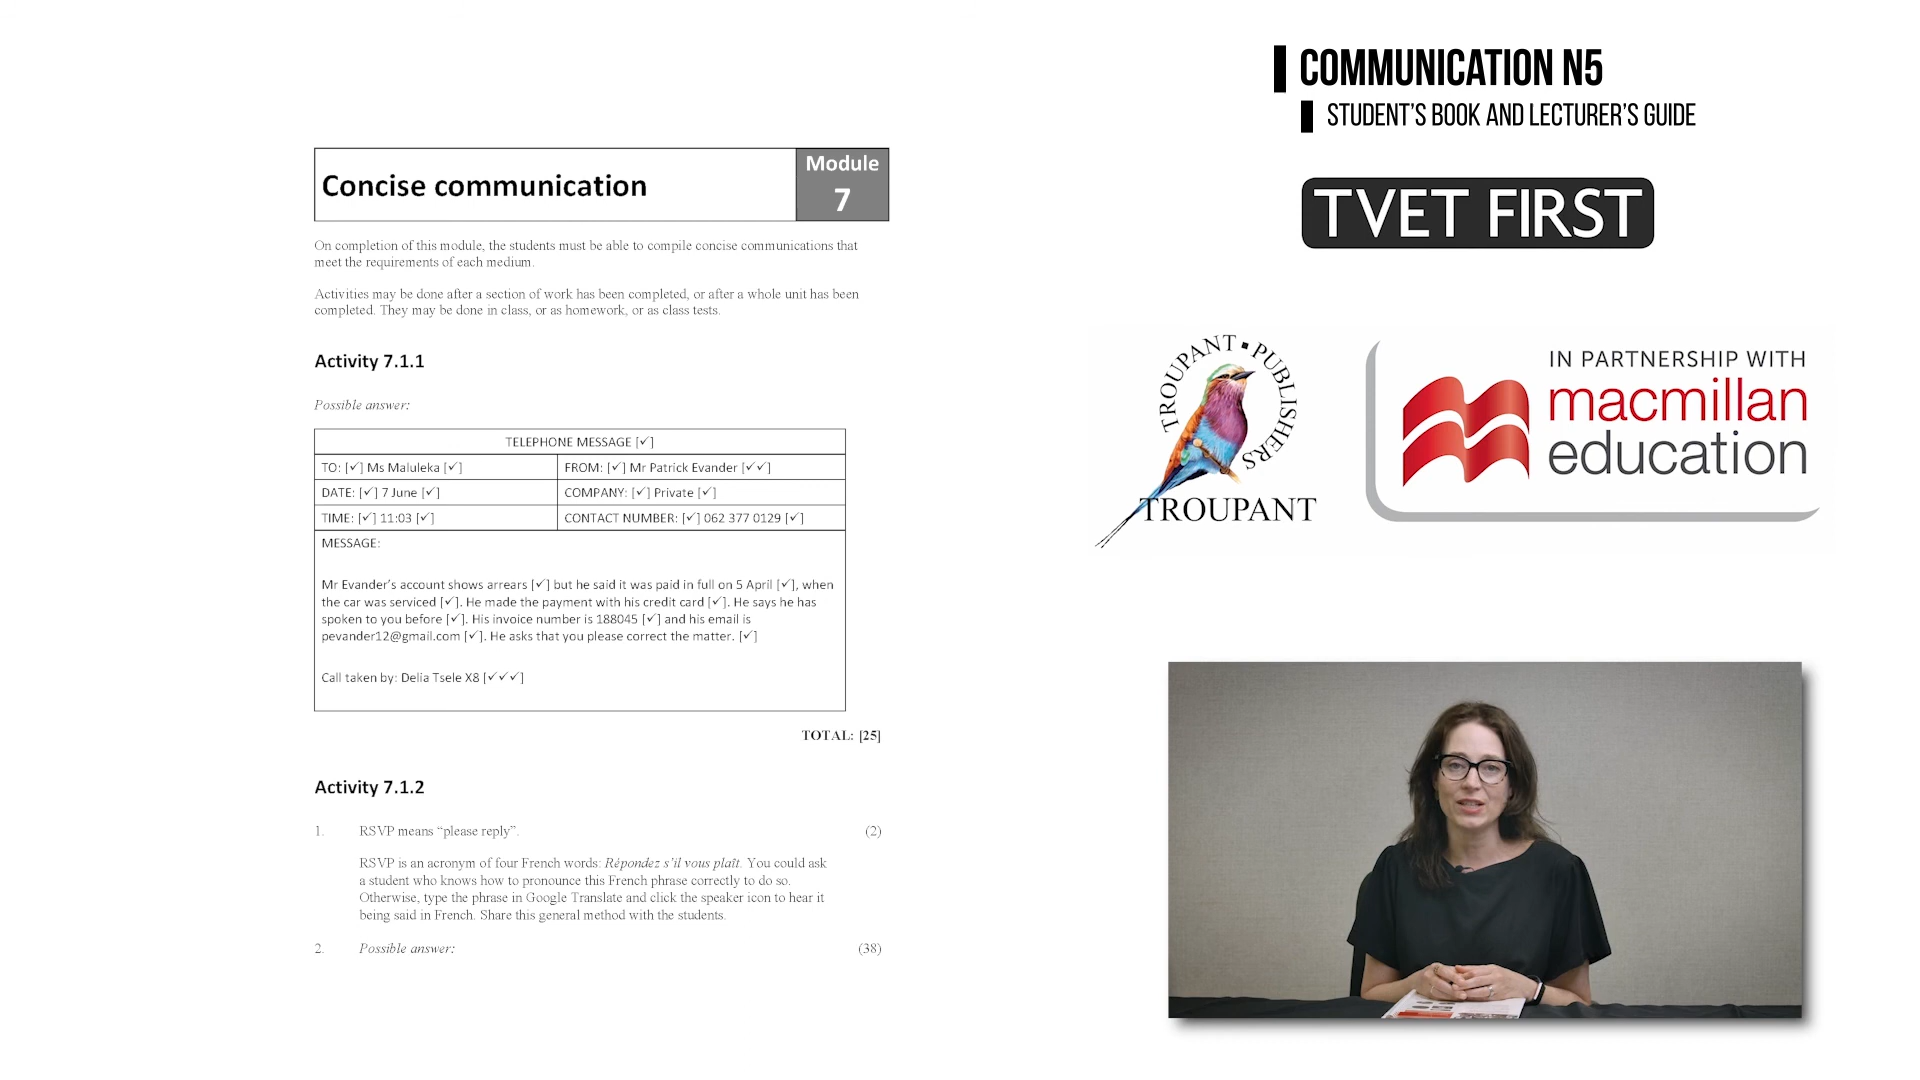 Concise communication
Module
7
On completion of this module, the students must be able to compile concise communications that
meet the requirements of each medium.
Activities may be done after a section of work has been completed, or after a whole unit has been
completed. They may be done in class, or as homework, or as class tests.
Activity 7.1.1
Possible answer:
TELEPHONE MESSAGE [✓]
TO: [✓] Ms Maluleka [✓]
FROM: [✓] Mr Patrick Evander [✓✓]
DATE: [✓] 7 June [✓]
COMPANY: [✓] Private [✓]
TIME: [✓] 11:03 [✓]
CONTACT NUMBER: [✓] 062 377 0129 [✓]
MESSAGE:
Mr Evander's account shows arrears [✓] but he said it was paid in full on 5 April [✓], when
the car was serviced [✓]. He made the payment with his credit card [✓]. He says he has
spoken to you before [✓]. His invoice number is 188045 [✓] and his email is
pevander12@gmail.com [✓]. He asks that you please correct the matter. [✓]
Call taken by: Delia Tsele X8 [✓✓✓]
TOTAL: [25]
Activity 7.1.2
1. RSVP means “please reply”. (2)
RSVP is an acronym of four French words: Répondez s’il vous plaît. You could ask
a student who knows how to pronounce this French phrase correctly to do so.
Otherwise, type the phrase in Google Translate and click the speaker icon to hear it
being said in French. Share this general method with the students.
2. Possible answer: (38)
COMMUNICATION N5
STUDENT'S BOOK AND LECTURER'S GUIDE
TVET FIRST
TROUPANT ▪ PUBLISHERS
TROUPANT
IN PARTNERSHIP WITH
macmillan
education